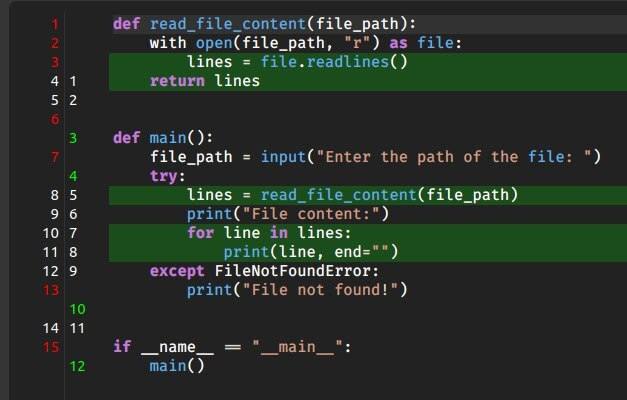 1 def read_file_content(file_path):
2 with open(file_path, "r") as file:
3 lines = file.readlines()
4 1 return lines
5 2
6
3 def main():
7 file_path = input("Enter the path of the file: ")
4 try:
8 5 lines = read_file_content(file_path)
9 6 print("File content:")
10 7 for line in lines:
11 8 print(line, end="")
12 9 except FileNotFoundError:
13 print("File not found!")
10
14 11
15 if __name__ == "__main__":
12 main()